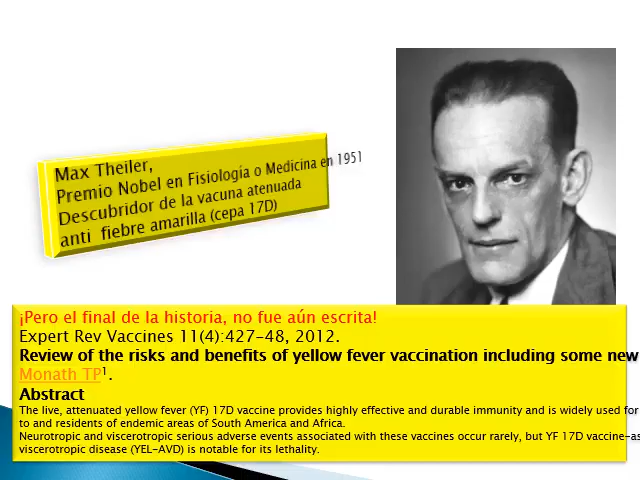 Max Theiler,
Premio Nobel en Fisiología o Medicina en 1951
Descubridor de la vacuna atenuada
anti fiebre amarilla (cepa 17D)
¡Pero el final de la historia, no fue aún escrita!
Expert Rev Vaccines 11(4):427-48, 2012.
Review of the risks and benefits of yellow fever vaccination including some new
Monath TP1.
Abstract
The live, attenuated yellow fever (YF) 17D vaccine provides highly effective and durable immunity and is widely used for
to and residents of endemic areas of South America and Africa.
Neurotropic and viscerotropic serious adverse events associated with these vaccines occur rarely, but YF 17D vaccine-as
viscerotropic disease (YEL-AVD) is notable for its lethality.